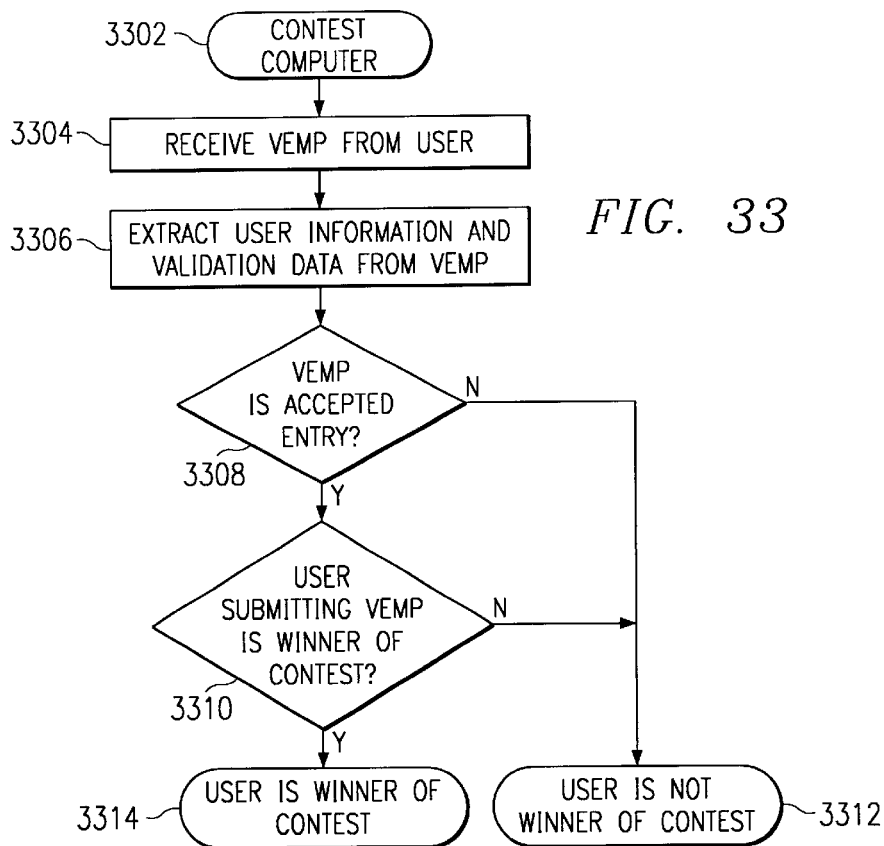 3302
CONTEST
COMPUTER
3304
RECEIVE VEMP FROM USER
FIG. 33
3306
EXTRACT USER INFORMATION AND
VALIDATION DATA FROM VEMP
VEMP
IS ACCEPTED
ENTRY?
N
3308
Y
USER
SUBMITTING VEMP
IS WINNER OF
CONTEST?
N
3310
Y
USER IS WINNER OF
CONTEST
3314
USER IS NOT
WINNER OF CONTEST
3312